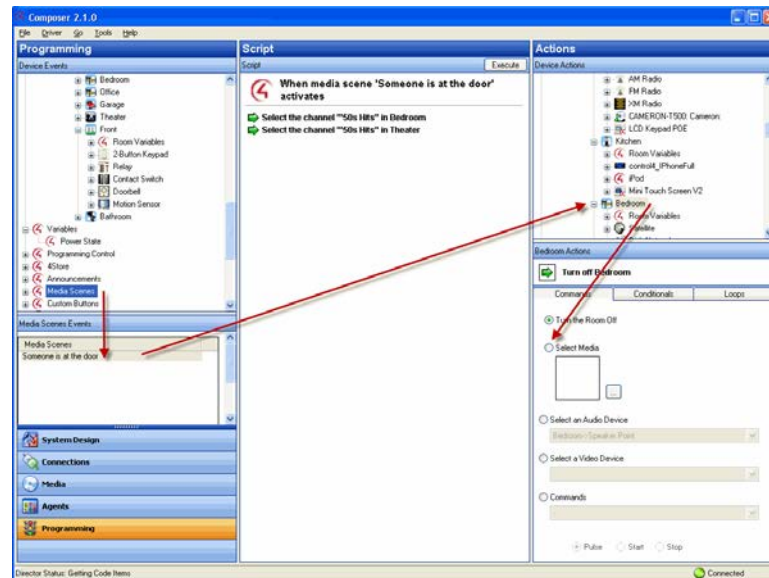 Composer 2.1.0
File Driver Go Tools Help
Programming
Device Events
Bedroom
Office
Garage
Theater
Front
Room Variables
2-Button Keypad
Relay
Contact Switch
Doorbell
Motion Sensor
Bathroom
Variables
Power State
Programming Control
4Store
Announcements
Media Scenes
Custom Buttons
Media Scenes Events
Media Scenes
Someone is at the door
System Design
Connections
Media
Agents
Programming
Director Status: Getting Code Items
Script
Script
Execute
When media scene 'Someone is at the door'
activates
Select the channel "'50s Hits" in Bedroom
Select the channel "'50s Hits" in Theater
Actions
Device Actions
AM Radio
FM Radio
XM Radio
CAMERON-T500: Cameron:
LCD Keypad POE
Kitchen
Room Variables
control4_iPhoneFull
iPod
Mini Touch Screen V2
Bedroom
Room Variables
Satellite
Bedroom Actions
Turn off Bedroom
Commands Conditionals Loops
Turn the Room Off
Select Media
...
Select an Audio Device
Bedroom->Speaker Point
Select a Video Device
Commands
Pulse Start Stop
Connected